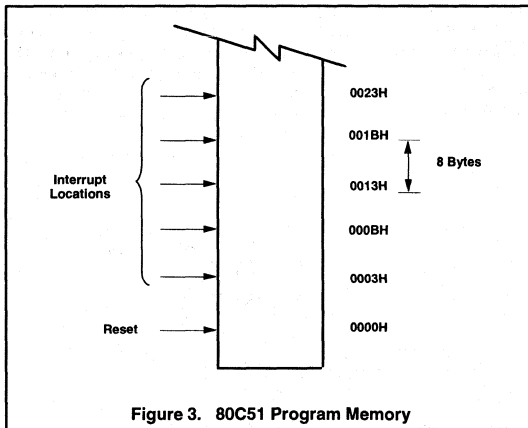 0023H
001BH
8 Bytes
Interrupt
Locations
0013H
000BH
0003H
Reset
0000H
Figure 3. 80C51 Program Memory